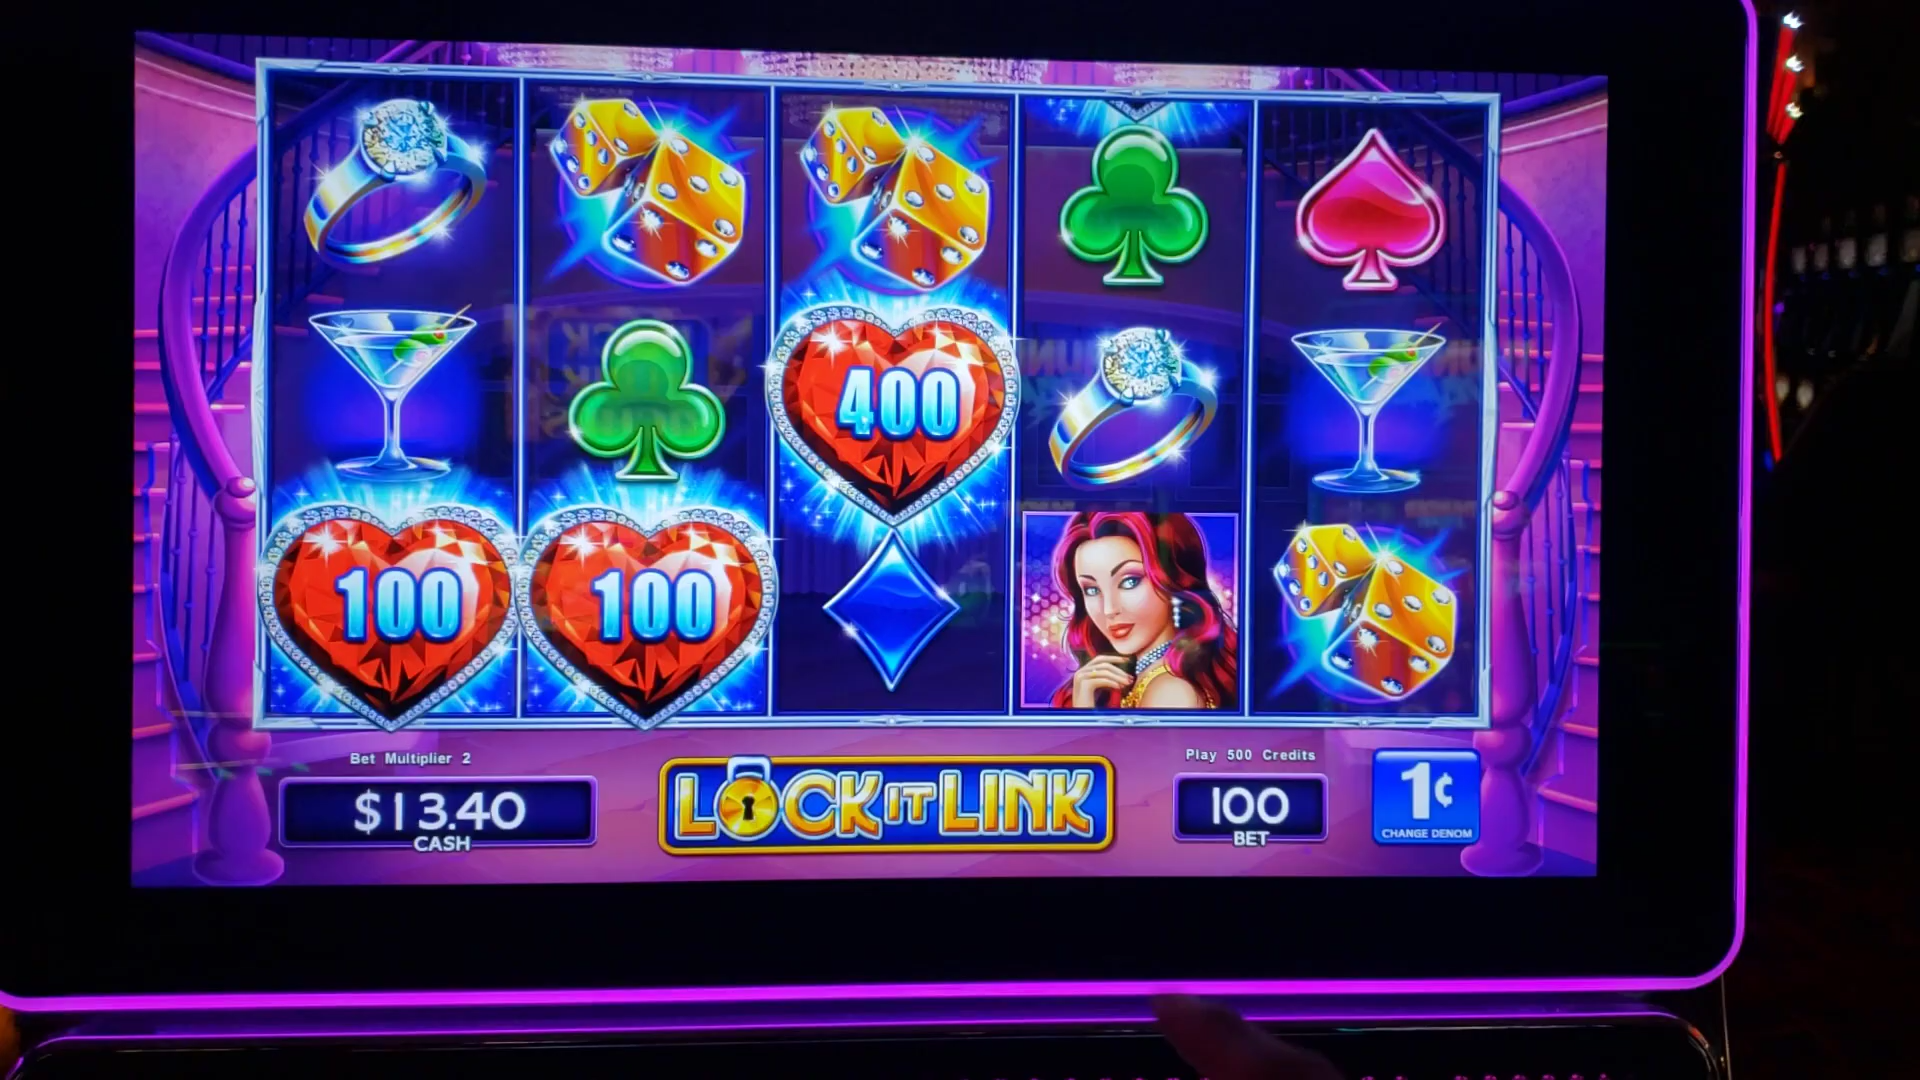 400
100
100
Bet Multiplier 2
$13.40
CASH
LOCK IT LINK
Play 500 Credits
100
BET
1¢
CHANGE DENOM